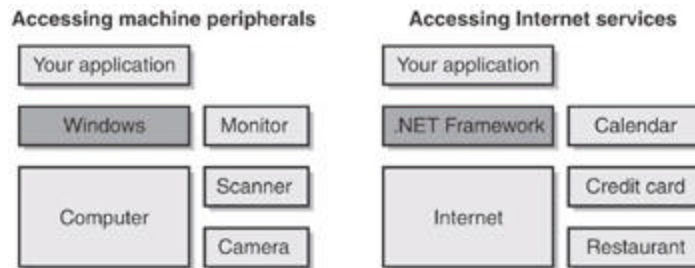 Accessing machine peripherals
Your application
Windows
Monitor
Computer
Scanner
Camera
Accessing Internet services
Your application
.NET Framework
Calendar
Internet
Credit card
Restaurant